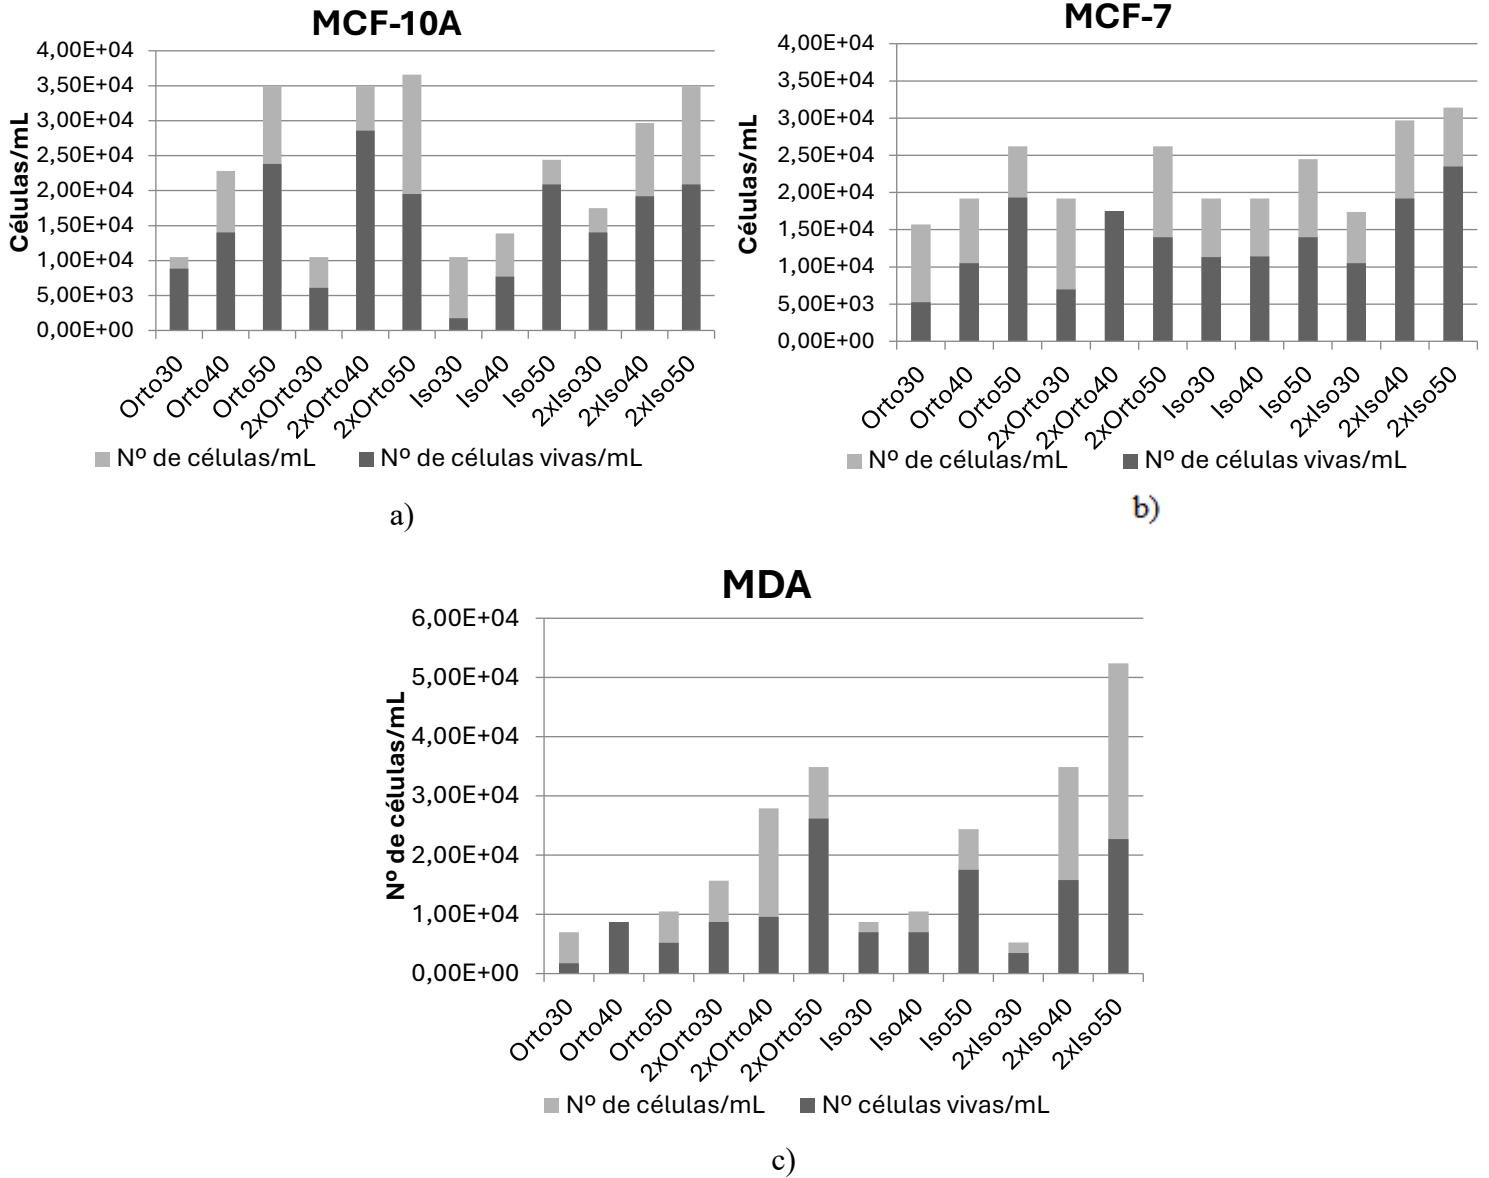 MCF-10A
4,00E+04
3,50E+04
3,00E+04
2,50E+04
2,00E+04
1,50E+04
1,00E+04
5,00E+03
0,00E+00
Células/mL
Orto30
Orto40
Orto50
2xOrto30
2xOrto40
2xOrto50
Iso30
Iso40
Iso50
2xIso30
2xIso40
2xIso50
Nº de células/mL Nº de células vivas/mL
a)
MCF-7
4,00E+04
3,50E+04
3,00E+04
2,50E+04
2,00E+04
1,50E+04
1,00E+04
5,00E+03
0,00E+00
Células/mL
Orto30
Orto40
Orto50
2xOrto30
2xOrto40
2xOrto50
Iso30
Iso40
Iso50
2xIso30
2xIso40
2xIso50
Nº de células/mL Nº de células vivas/mL
b)
MDA
6,00E+04
5,00E+04
4,00E+04
3,00E+04
2,00E+04
1,00E+04
0,00E+00
Nº de células/mL
Orto30
Orto40
Orto50
2xOrto30
2xOrto40
2xOrto50
Iso30
Iso40
Iso50
2xIso30
2xIso40
2xIso50
Nº de células/mL Nº células vivas/mL
c)